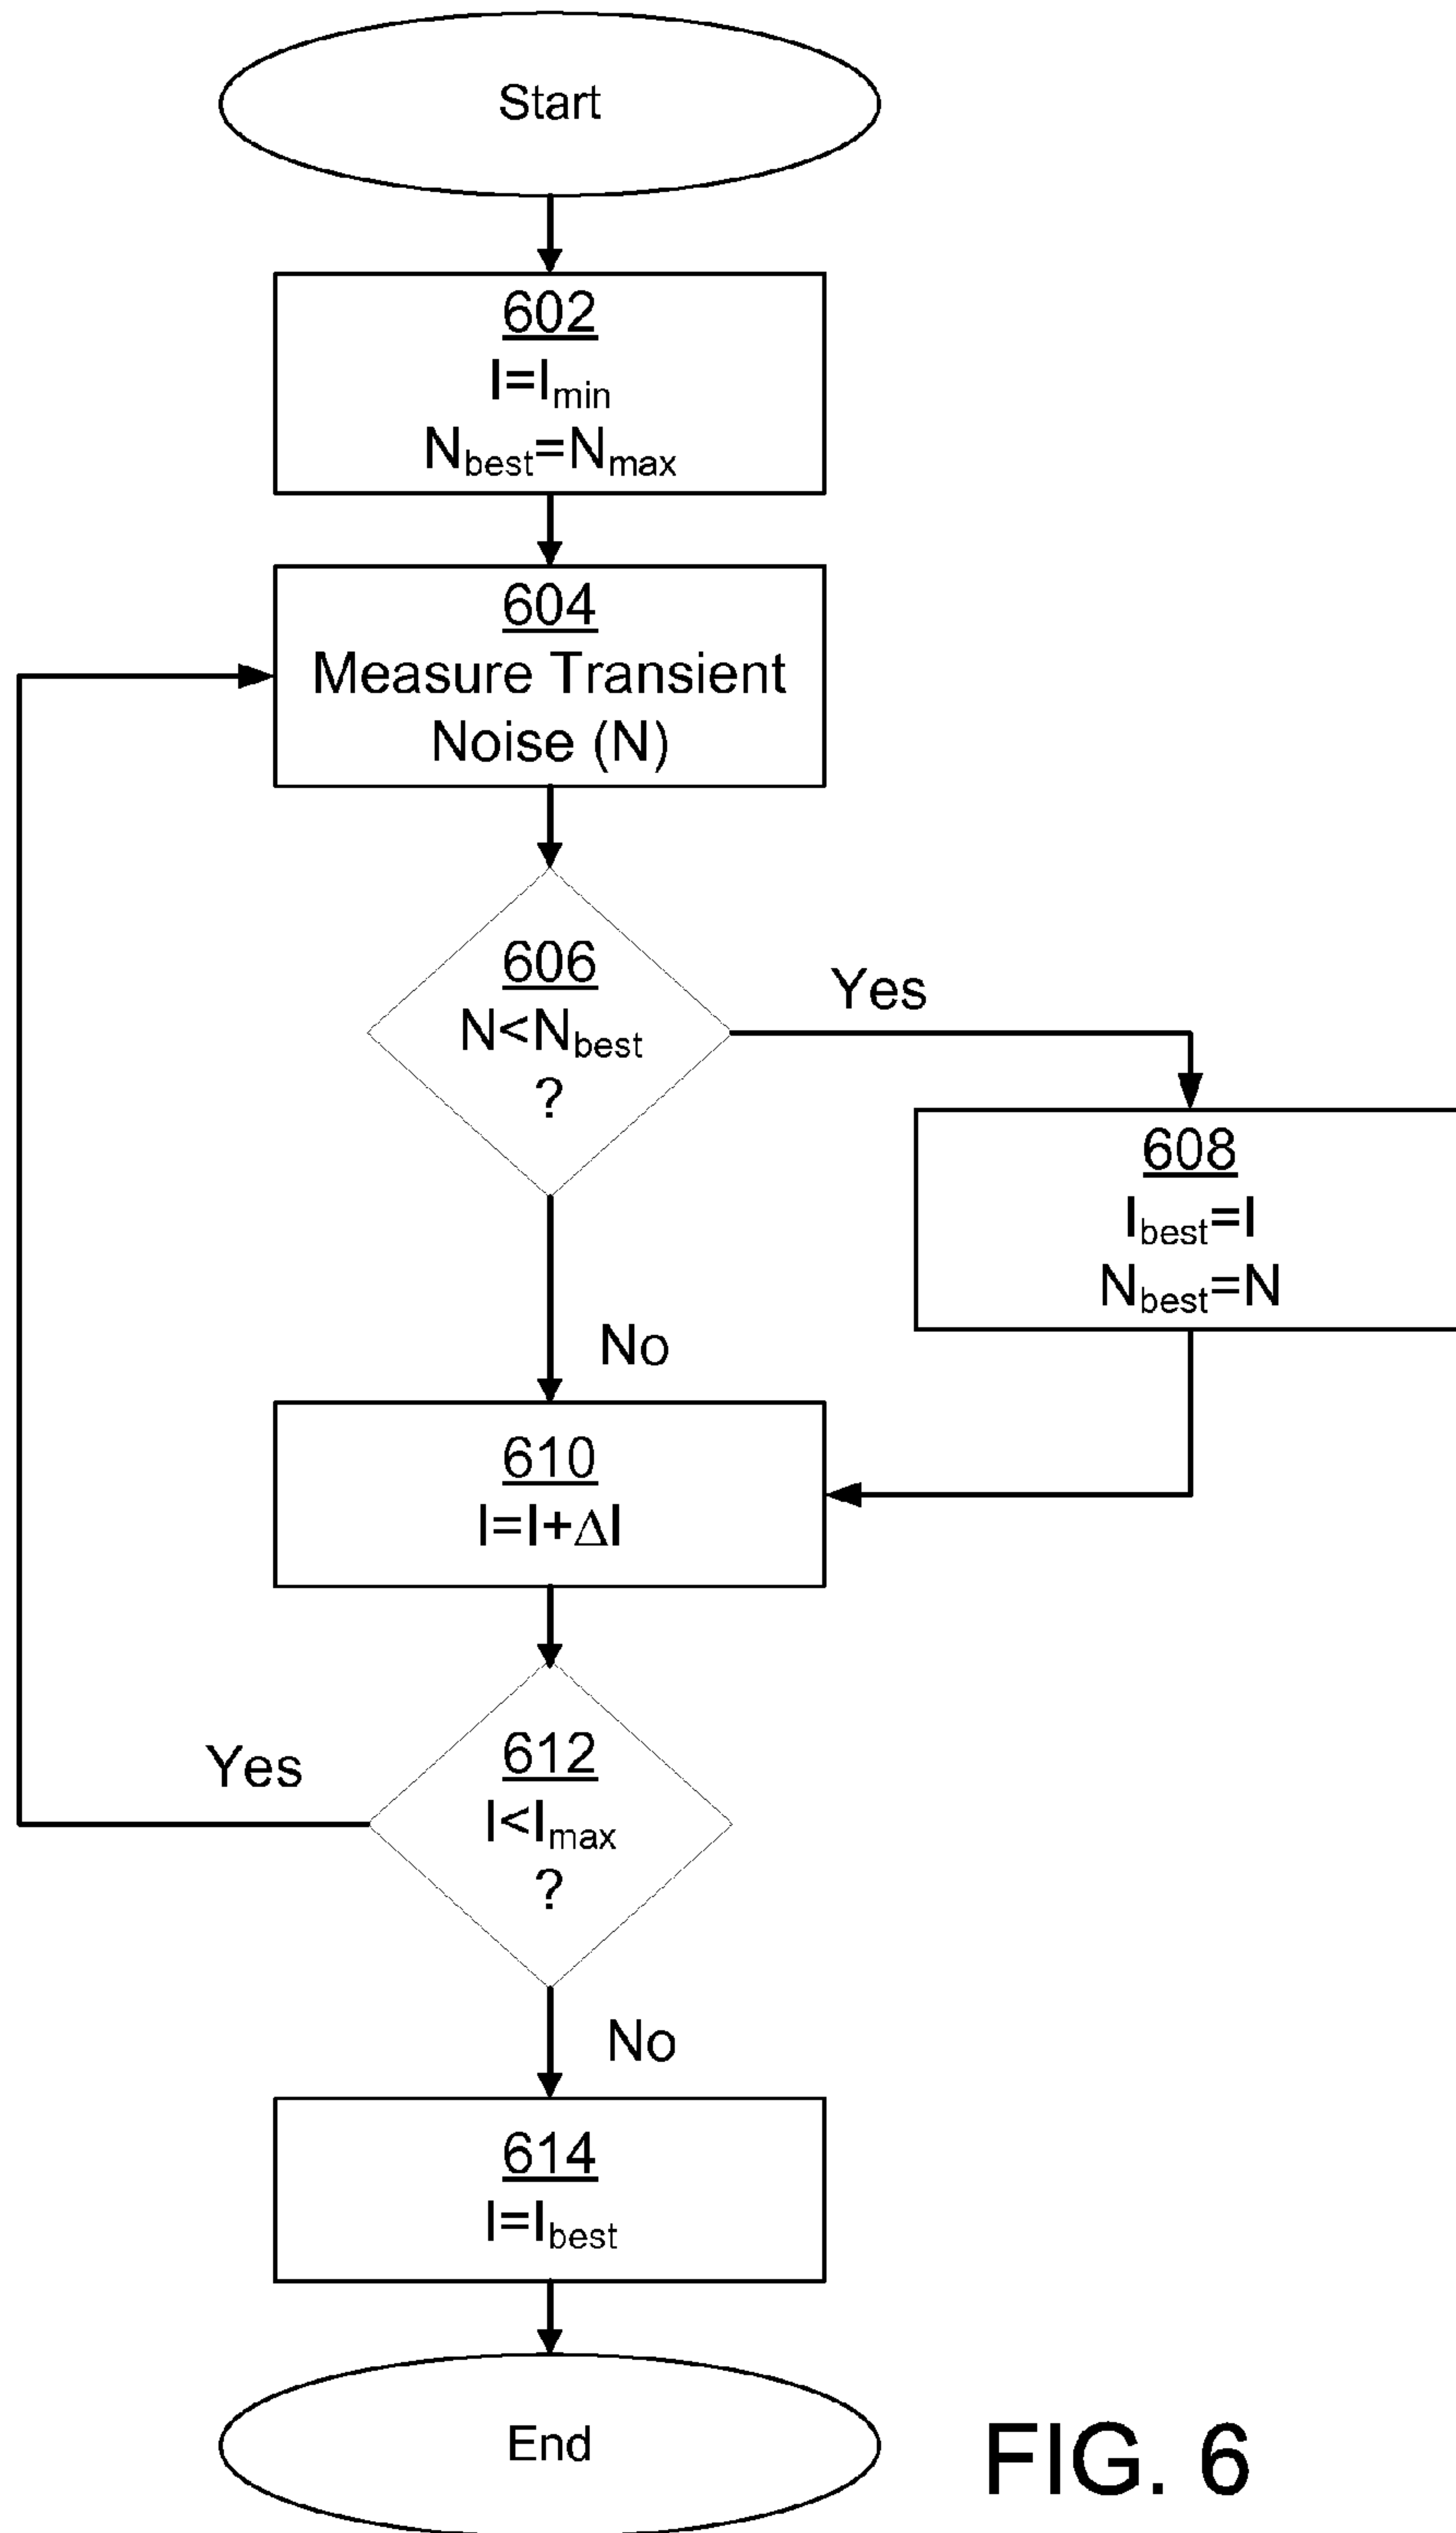 Start
602
I=Imin
Nbest=Nmax
604
Measure Transient
Noise (N)
606
N<Nbest
?
Yes
608
Ibest=I
Nbest=N
No
610
I=I+ΔI
612
I<Imax
?
Yes
No
614
I=Ibest
End
FIG. 6